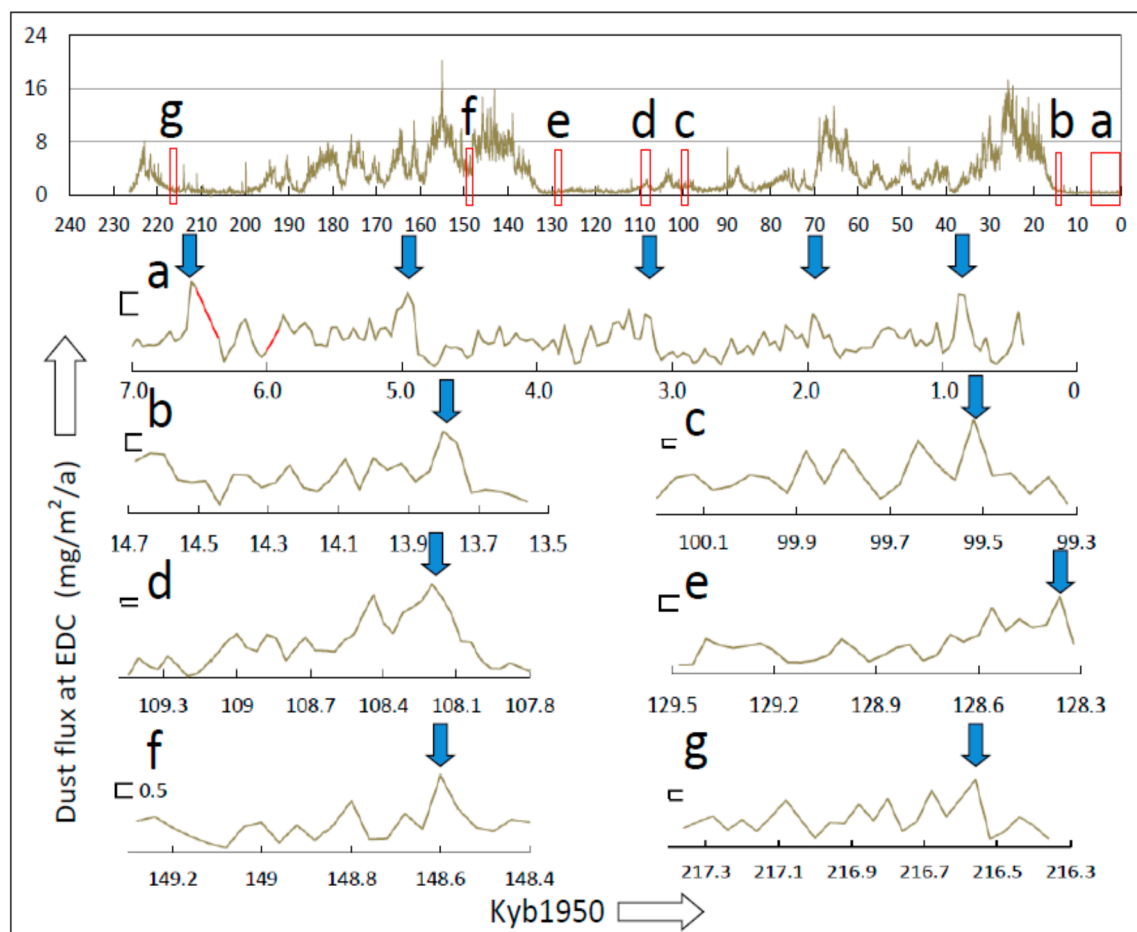 24
16
8
0
g f e d c b a
240 230 220 210 200 190 180 170 160 150 140 130 120 110 100 90 80 70 60 50 40 30 20 10 0
a
7.0 6.0 5.0 4.0 3.0 2.0 1.0 0
b
14.7 14.5 14.3 14.1 13.9 13.7 13.5
c
100.1 99.9 99.7 99.5 99.3
d
109.3 109 108.7 108.4 108.1 107.8
e
129.5 129.2 128.9 128.6 128.3
f
0.5
149.2 149 148.8 148.6 148.4
g
217.3 217.1 216.9 216.7 216.5 216.3
Dust flux at EDC (mg/m²/a)
Kyb1950